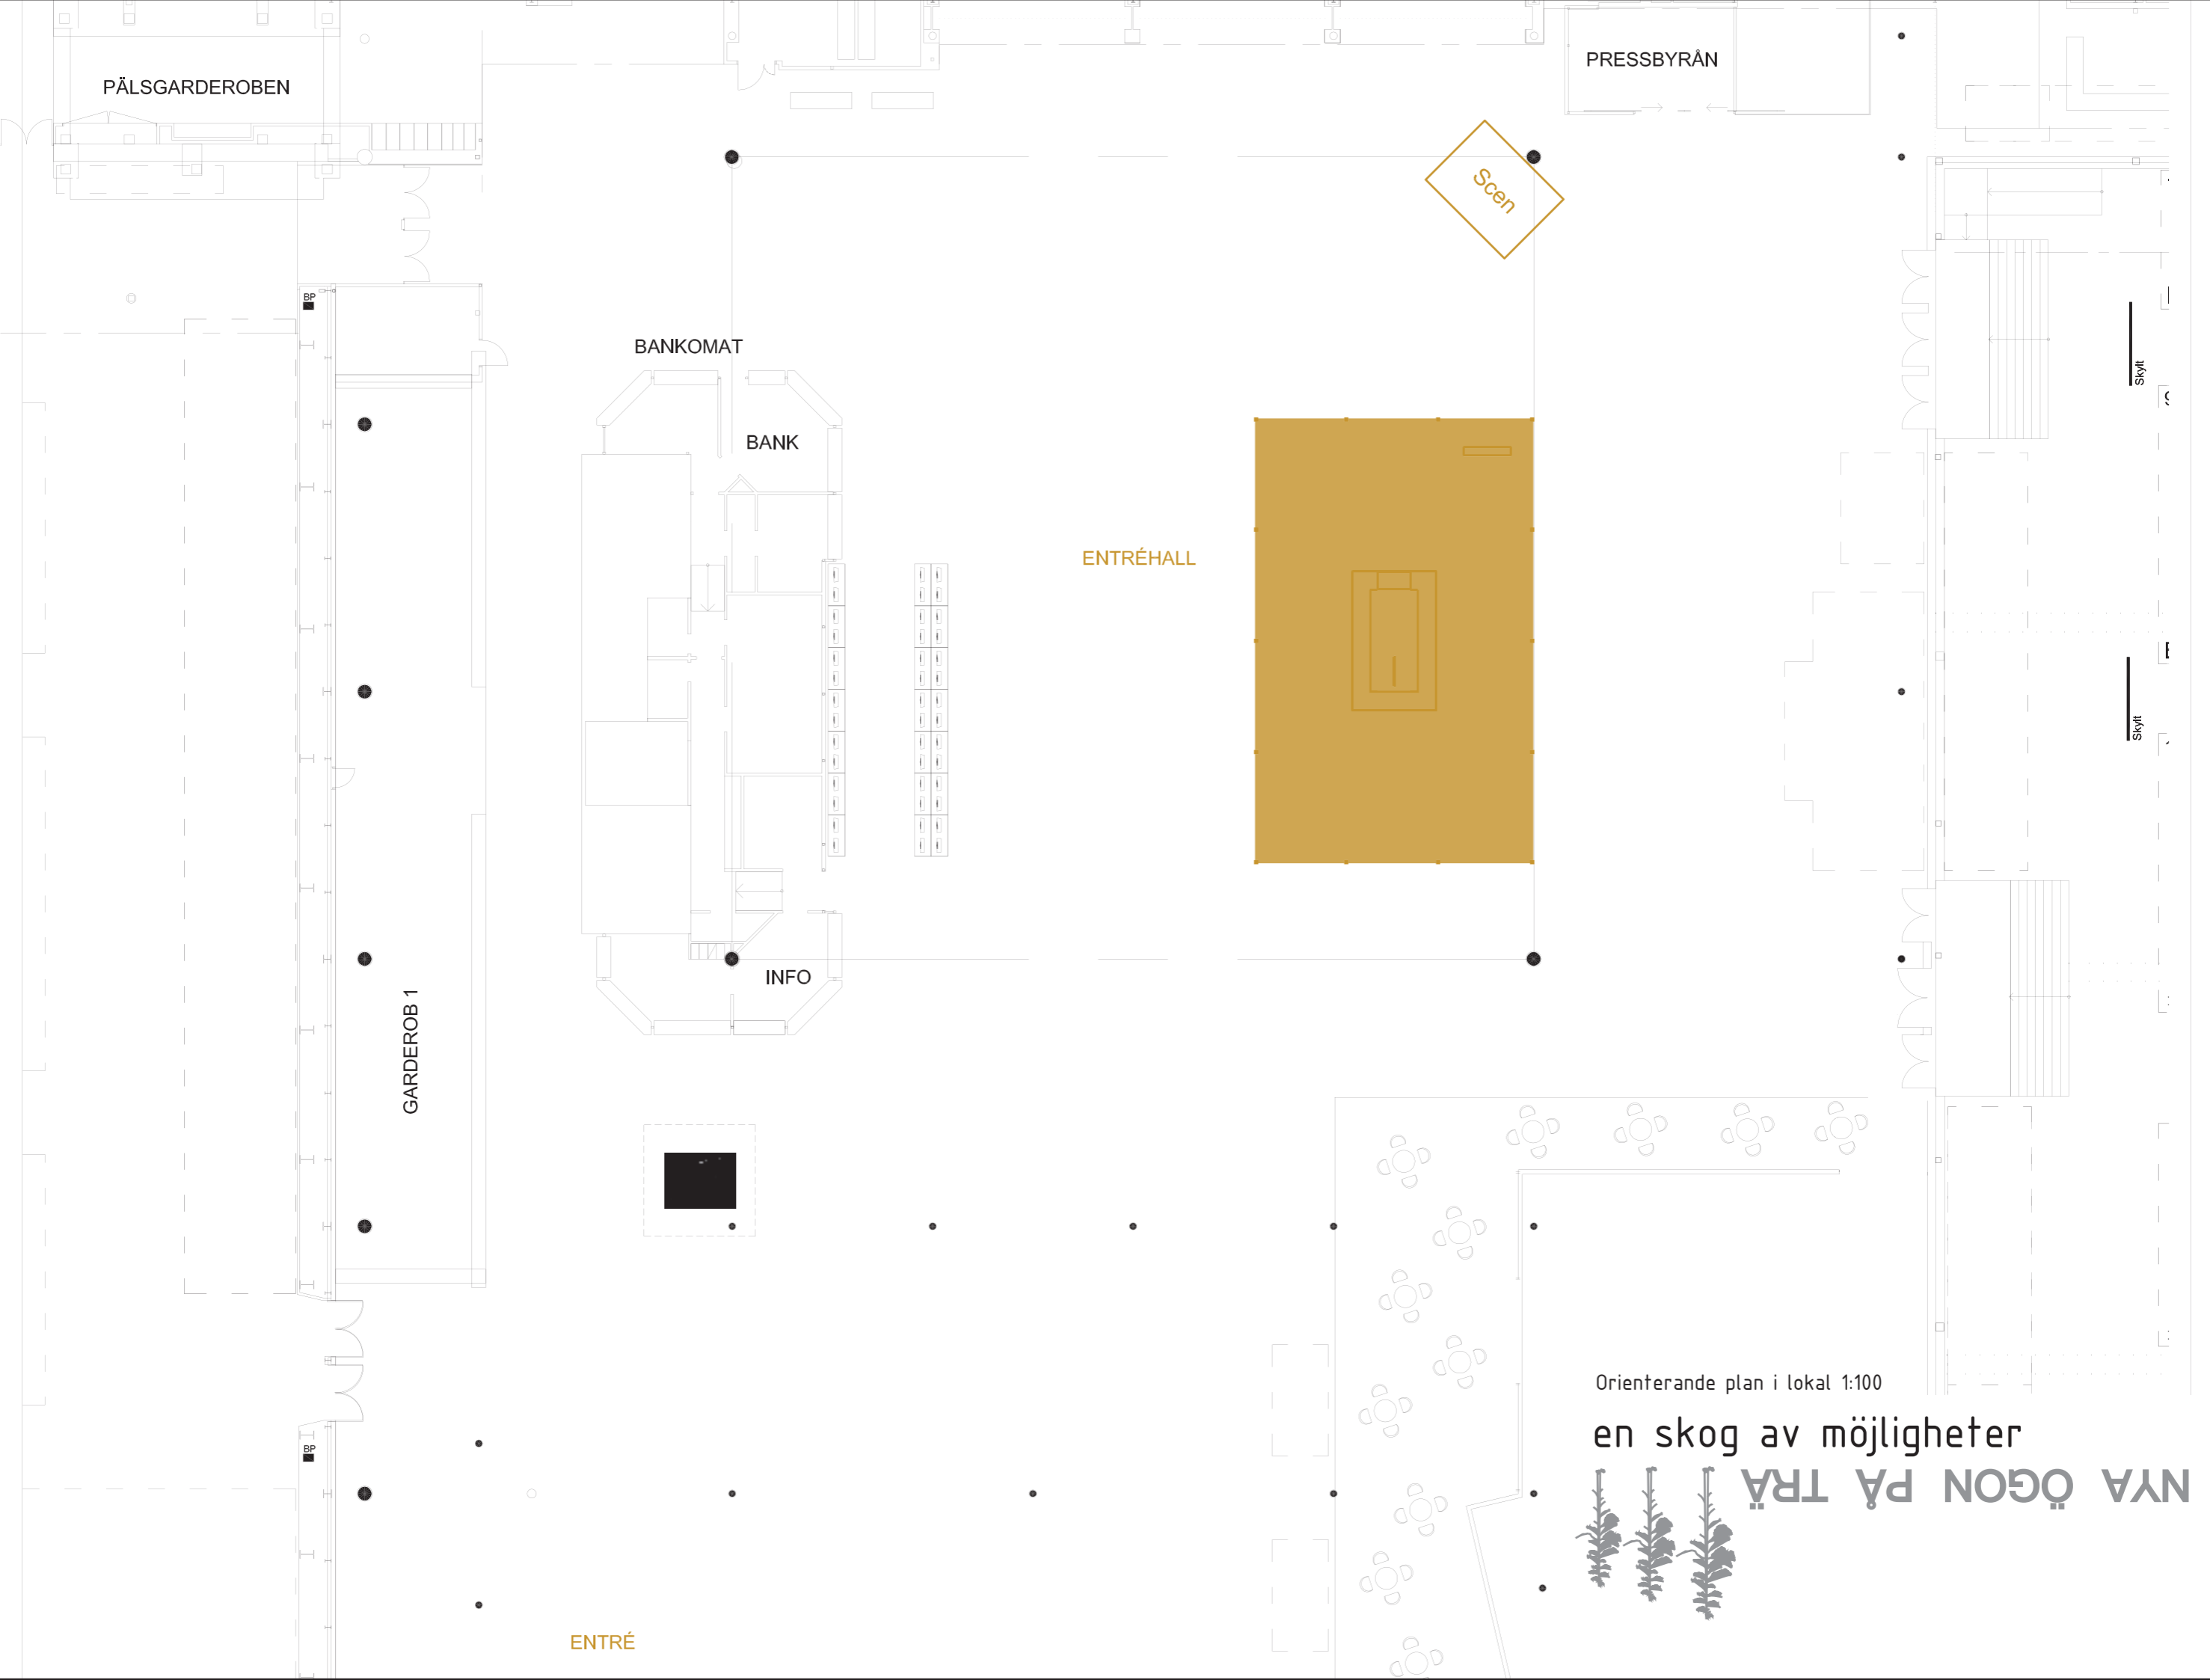 PÄLSGARDEROBEN
PRESSBYRÅN
Scen
BP
BANKOMAT
Skylt
BANK
ENTRÉHALL
Skylt
INFO
GARDEROB 1
Orienterande plan i lokal 1:100
en skog av möjligheter
BP
NYA ÖGON PÅ TRÄ
ENTRÉ